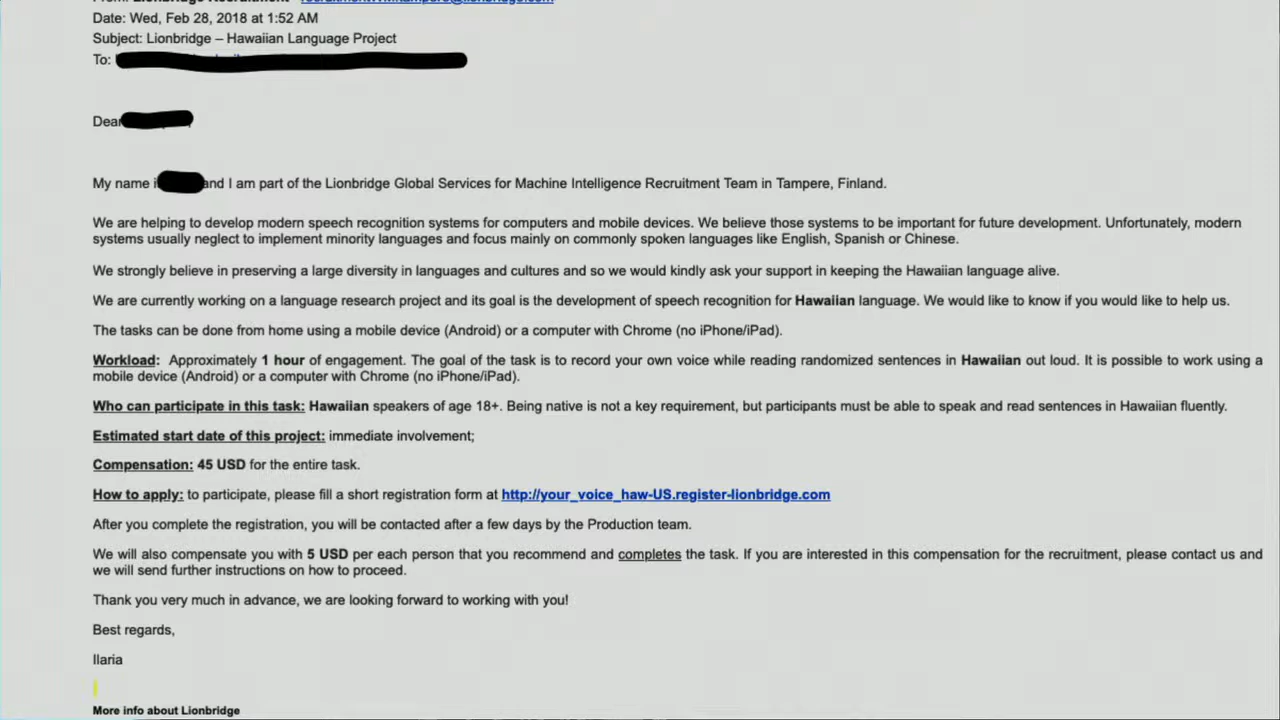 From: Lionbridge Recruitment
Date: Wed, Feb 28, 2018 at 1:52 AM
Subject: Lionbridge – Hawaiian Language Project
To:
Dear
My name i and I am part of the Lionbridge Global Services for Machine Intelligence Recruitment Team in Tampere, Finland.
We are helping to develop modern speech recognition systems for computers and mobile devices. We believe those systems to be important for future development. Unfortunately, modern
systems usually neglect to implement minority languages and focus mainly on commonly spoken languages like English, Spanish or Chinese.
We strongly believe in preserving a large diversity in languages and cultures and so we would kindly ask your support in keeping the Hawaiian language alive.
We are currently working on a language research project and its goal is the development of speech recognition for Hawaiian language. We would like to know if you would like to help us.
The tasks can be done from home using a mobile device (Android) or a computer with Chrome (no iPhone/iPad).
Workload: Approximately 1 hour of engagement. The goal of the task is to record your own voice while reading randomized sentences in Hawaiian out loud. It is possible to work using a
mobile device (Android) or a computer with Chrome (no iPhone/iPad).
Who can participate in this task: Hawaiian speakers of age 18+. Being native is not a key requirement, but participants must be able to speak and read sentences in Hawaiian fluently.
Estimated start date of this project: immediate involvement;
Compensation: 45 USD for the entire task.
How to apply: to participate, please fill a short registration form at http://your_voice_haw-US.register-lionbridge.com
After you complete the registration, you will be contacted after a few days by the Production team.
We will also compensate you with 5 USD per each person that you recommend and completes the task. If you are interested in this compensation for the recruitment, please contact us and
we will send further instructions on how to proceed.
Thank you very much in advance, we are looking forward to working with you!
Best regards,
Ilaria
More info about Lionbridge